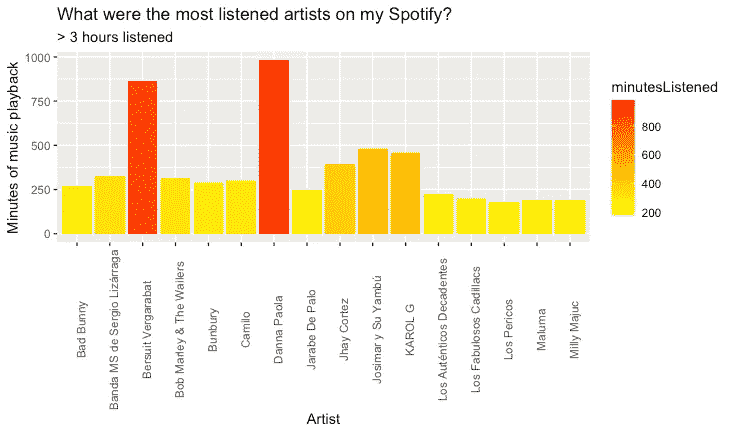 What were the most listened artists on my Spotify?
> 3 hours listened
Minutes of music playback
1000
750
500
250
0
minutesListened
800
600
400
200
Bad Bunny
Banda MS de Sergio Lizárraga
Bersuit Vergarabat
Bob Marley & The Wailers
Bunbury
Camilo
Danna Paola
Jarabe De Palo
Jhay Cortez
Josimar y Su Yambú
KAROL G
Los Auténticos Decadentes
Los Fabulosos Cadillacs
Los Pericos
Maluma
Milly Majuc
Artist